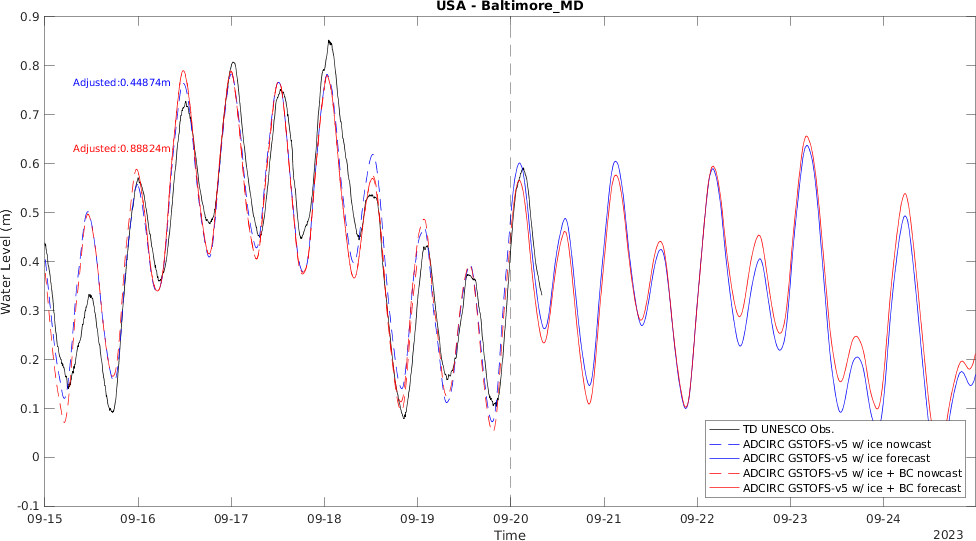 USA - Baltimore_MD
Water Level (m)
0.9
0.8
0.7
0.6
0.5
0.4
0.3
0.2
0.1
0
-0.1
Adjusted:0.44874m
Adjusted:0.88824m
TD UNESCO Obs.
ADCIRC GSTOFS-v5 w/ ice nowcast
ADCIRC GSTOFS-v5 w/ ice forecast
ADCIRC GSTOFS-v5 w/ ice + BC nowcast
ADCIRC GSTOFS-v5 w/ ice + BC forecast
09-15 09-16 09-17 09-18 09-19 09-20 09-21 09-22 09-23 09-24
Time
2023